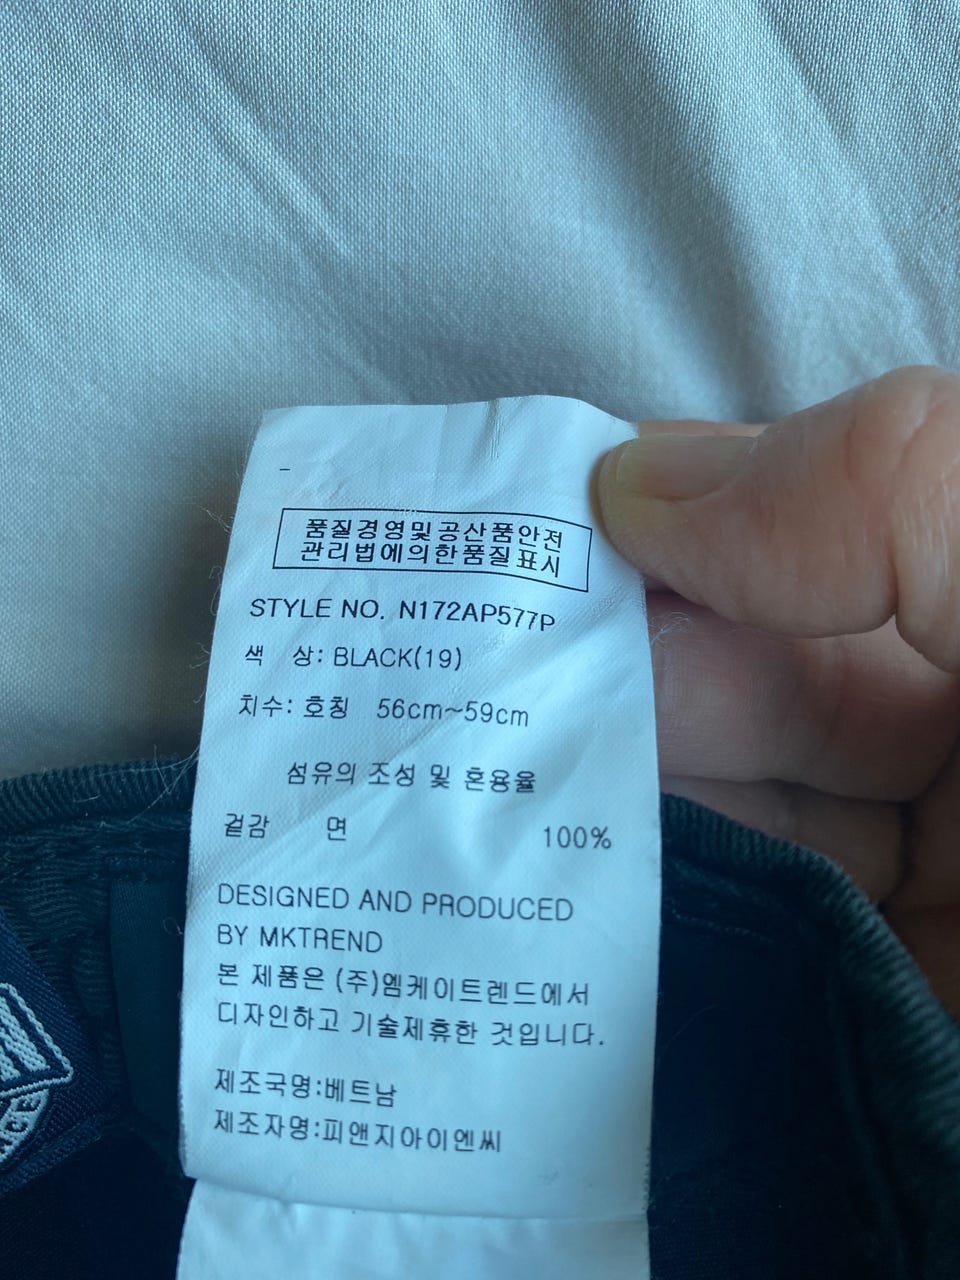 품질경영및공산품안전
관리법에의한품질표시
STYLE NO. N172AP577P
색 상: BLACK(19)
치수: 호칭 56cm~59cm
섬유의 조성 및 혼용율
겉감 면 100%
DESIGNED AND PRODUCED
BY MKTREND
본 제품은 (주)엠케이트렌드에서
디자인하고 기술제휴한 것입니다.
제조국명:베트남
제조자명:피앤지아이엔씨